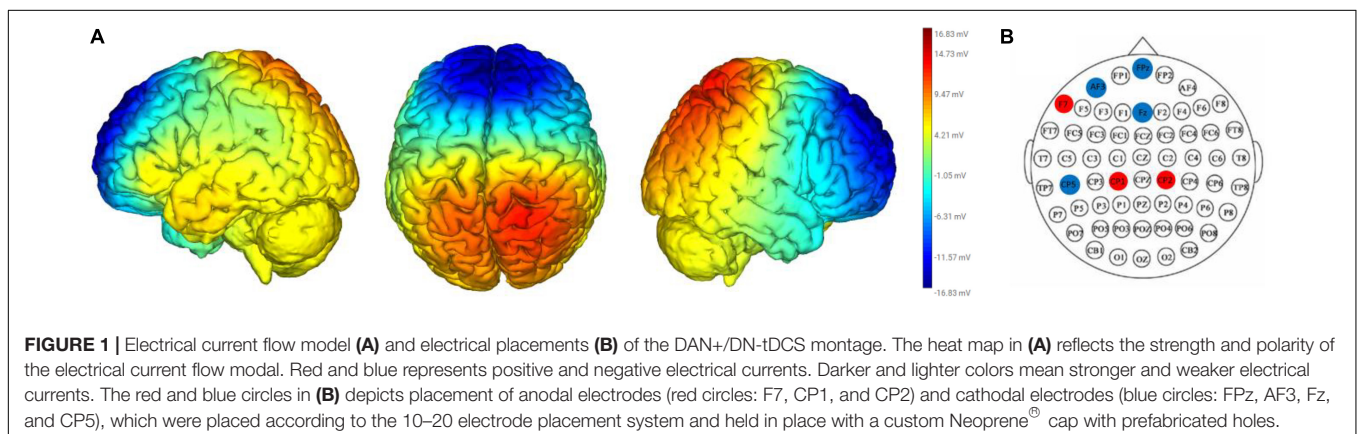 A
16.83 mV
14.73 mV
9.47 mV
4.21 mV
-1.05 mV
-6.31 mV
-11.57 mV
-16.83 mV
B
FP1 FPz FP2
AF3 AF4
F7 F5 F3 F1 Fz F2 F4 F6 F8
FT7 FC5 FC3 FC1 FCZ FC2 FC4 FC6 FT8
T7 C5 C3 C1 CZ C2 C4 C6 T8
TP7 CP5 CP3 CP1 CPZ CP2 CP4 CP6 TP8
P7 P5 P3 P1 PZ P2 P4 P6 P8
PO7 PO5 PO3 POZ PO4 PO6 PO8
CB1 O1 OZ O2 CB2
FIGURE 1 | Electrical current flow model (A) and electrical placements (B) of the DAN+/DN-tDCS montage. The heat map in (A) reflects the strength and polarity of
the electrical current flow modal. Red and blue represents positive and negative electrical currents. Darker and lighter colors mean stronger and weaker electrical
currents. The red and blue circles in (B) depicts placement of anodal electrodes (red circles: F7, CP1, and CP2) and cathodal electrodes (blue circles: FPz, AF3, Fz,
and CP5), which were placed according to the 10–20 electrode placement system and held in place with a custom Neoprene® cap with prefabricated holes.